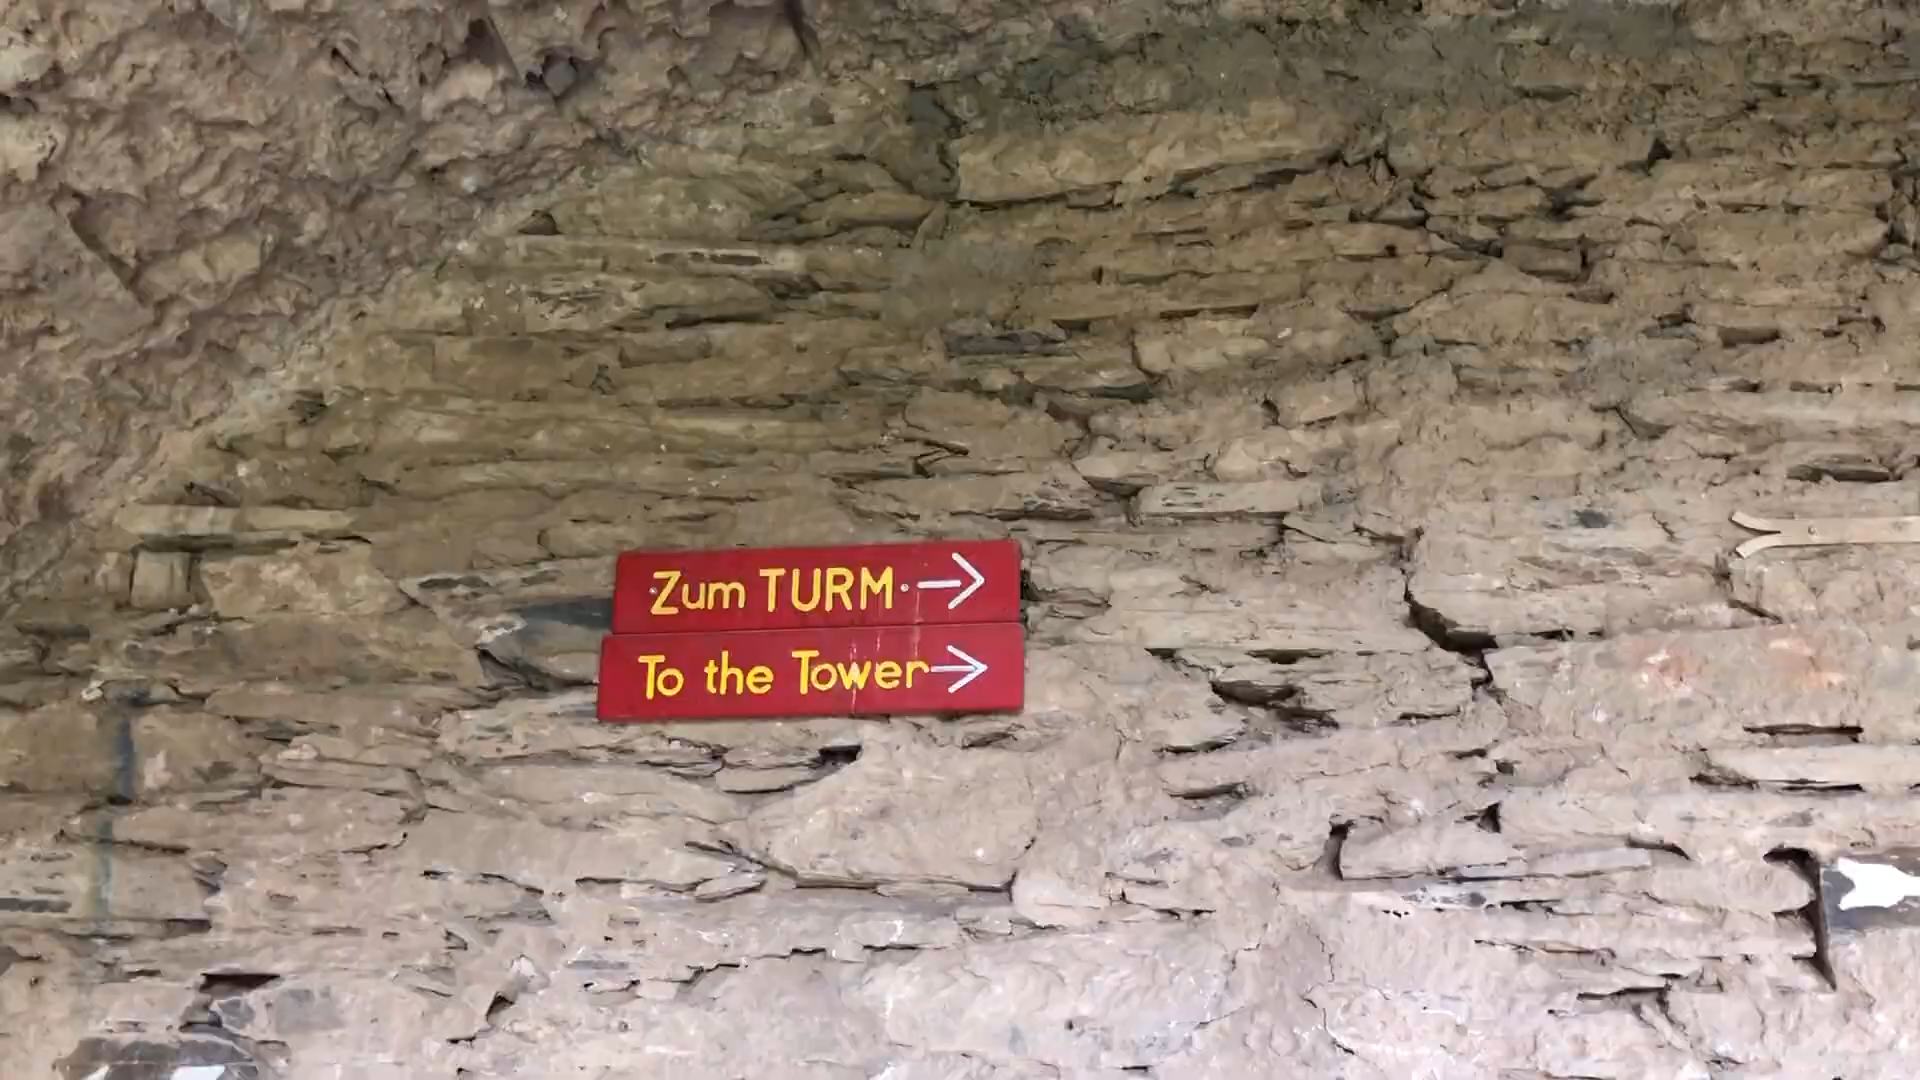 Zum TURM →
To the Tower →